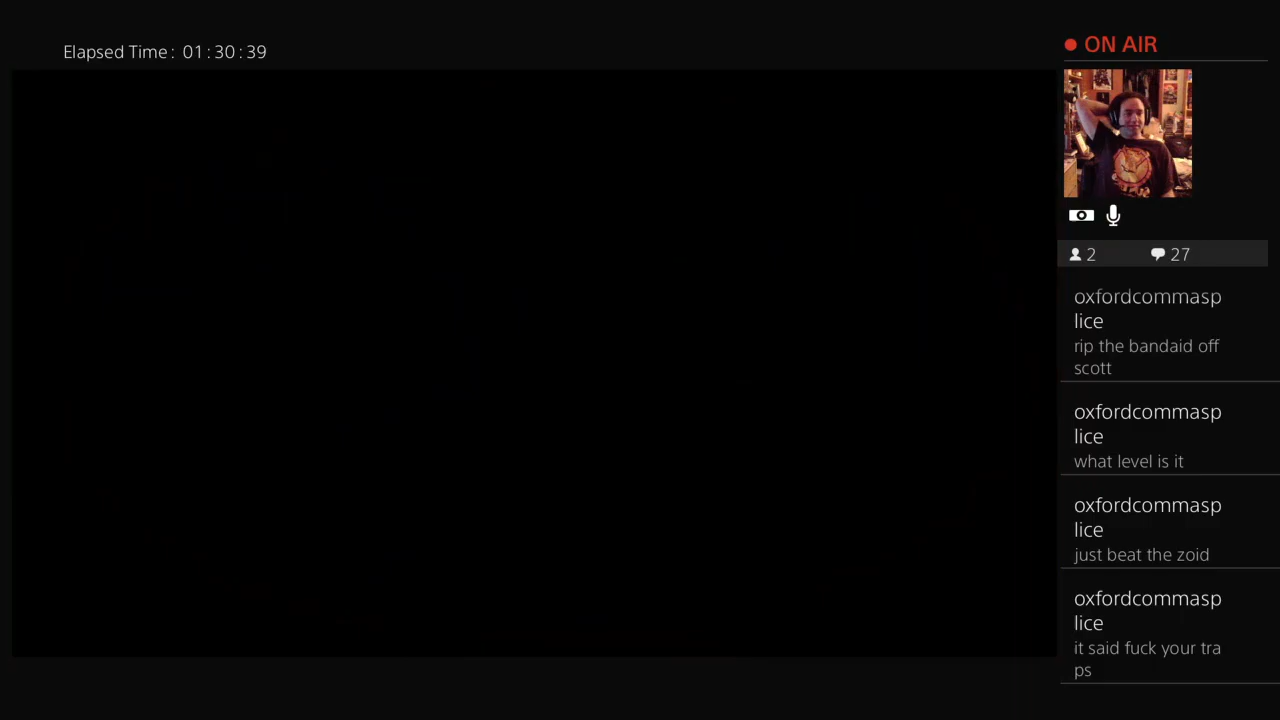 Elapsed Time: 01:30:39
ON AIR
2 27
oxfordcommasp
lice
rip the bandaid off
scott
oxfordcommasp
lice
what level is it
oxfordcommasp
lice
just beat the zoid
oxfordcommasp
lice
it said fuck your tra
ps